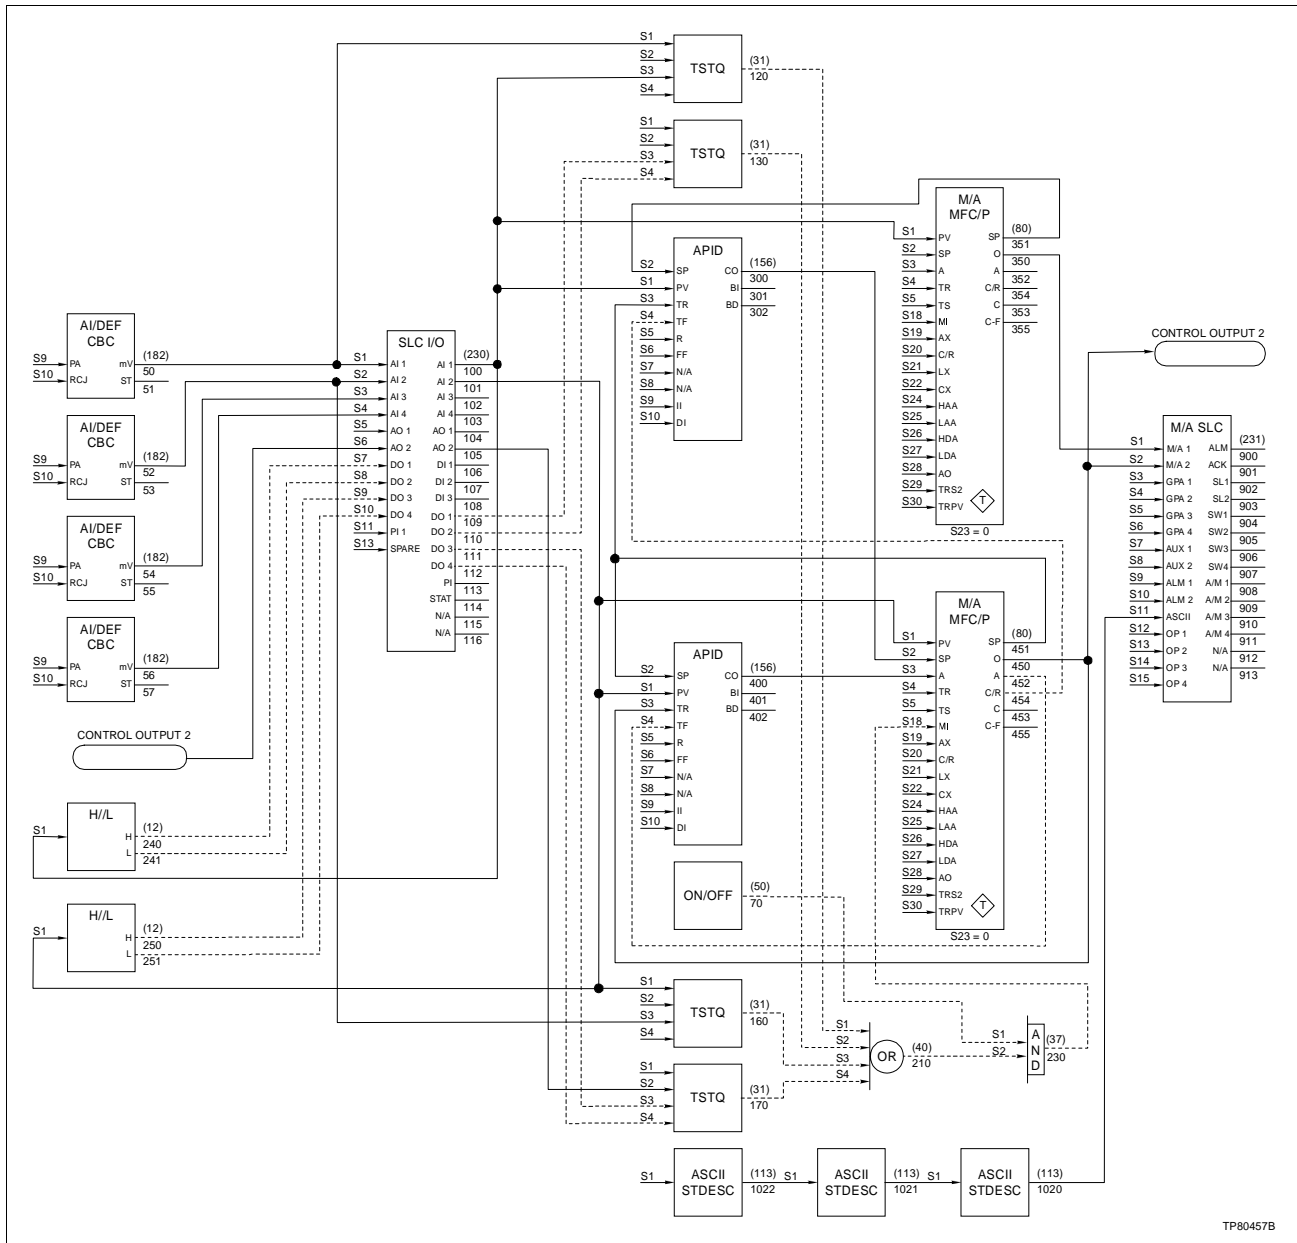 S1
S2
S3
S4
TSTQ
(31)
120
S1
S2
S3
S4
TSTQ
(31)
130
M/A
MFC/P
S1 PV
S2 SP
S3 A
S4 TR
S5 TS
S18 MI
S19 AX
S20 C/R
S21 LX
S22 CX
S24 HAA
S25 LAA
S26 HDA
S27 LDA
S28 AO
S29 TRS2
S30 TRPV
SP (80)
351
O
350
A
352
C/R
354
C
353
C-F
355
T
S23 = 0
APID
S2 SP
S1 PV
S3 TR
S4 TF
S5 R
S6 FF
S7 N/A
S8 N/A
S9 II
S10 DI
CO (156)
300
BI
301
BD
302
AI/DEF
CBC
S9 PA
S10 RCJ
mV (182)
50
ST
51
AI/DEF
CBC
S9 PA
S10 RCJ
mV (182)
52
ST
53
AI/DEF
CBC
S9 PA
S10 RCJ
mV (182)
54
ST
55
AI/DEF
CBC
S9 PA
S10 RCJ
mV (182)
56
ST
57
SLC I/O
S1 AI 1
S2 AI 2
S3 AI 3
S4 AI 4
S5 AO 1
S6 AO 2
S7 DO 1
S8 DO 2
S9 DO 3
S10 DO 4
S11 PI 1
S13 SPARE
AI 1 (230)
100
AI 2
101
AI 3
102
AI 4
103
AO 1
104
AO 2
105
DI 1
106
DI 2
107
DI 3
108
DO 1
109
DO 2
110
DO 3
111
DO 4
112
PI
113
STAT
114
N/A
115
N/A
116
CONTROL OUTPUT 2
M/A SLC
S1 M/A 1
S2 M/A 2
S3 GPA 1
S4 GPA 2
S5 GPA 3
S6 GPA 4
S7 AUX 1
S8 AUX 2
S9 ALM 1
S10 ALM 2
S11 ASCII
S12 OP 1
S13 OP 2
S14 OP 3
S15 OP 4
ALM (231)
900
ACK
901
SL1
902
SL2
903
SW1
904
SW2
905
SW3
906
SW4
907
A/M 1
908
A/M 2
909
A/M 3
910
A/M 4
911
N/A
912
N/A
913
M/A
MFC/P
S1 PV
S2 SP
S3 A
S4 TR
S5 TS
S18 MI
S19 AX
S20 C/R
S21 LX
S22 CX
S24 HAA
S25 LAA
S26 HDA
S27 LDA
S28 AO
S29 TRS2
S30 TRPV
SP (80)
451
O
450
A
452
C/R
454
C
453
C-F
455
T
S23 = 0
APID
S2 SP
S1 PV
S3 TR
S4 TF
S5 R
S6 FF
S7 N/A
S8 N/A
S9 II
S10 DI
CO (156)
400
BI
401
BD
402
CONTROL OUTPUT 2
H//L
S1
H (12)
240
L
241
H//L
S1
H (12)
250
L
251
ON/OFF
(50)
70
S1
S2
S3
S4
TSTQ
(31)
160
S1
S2
S3
S4
TSTQ
(31)
170
S1
S2
S3
S4
OR
(40)
210
S1
S2
A
N
D
(37)
230
S1
ASCII
STDESC
(113)
1022
S1
ASCII
STDESC
(113)
1021
S1
ASCII
STDESC
(113)
1020
TP80457B